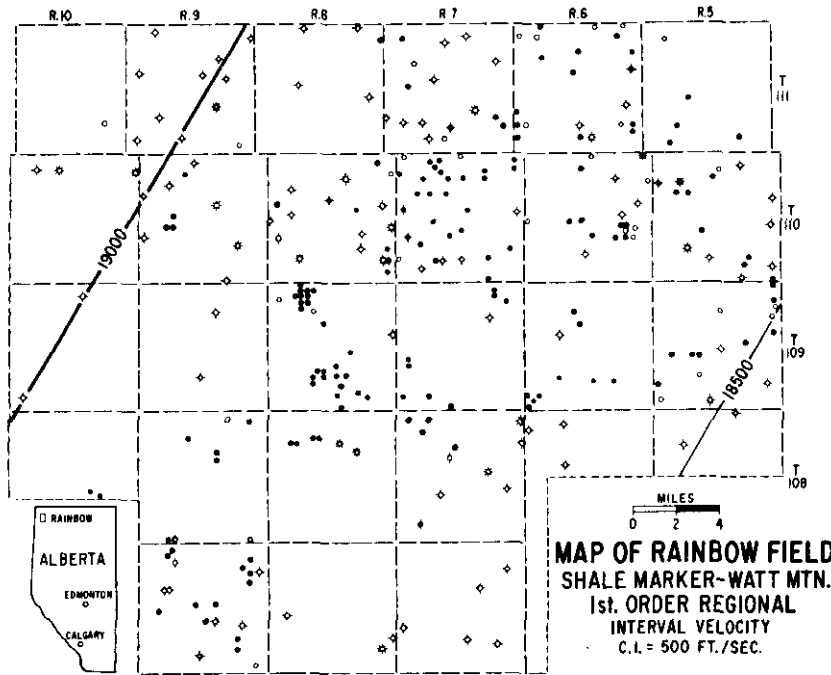 R.10 R.9 R.8 R 7 R.6 R.5
T
111
T
110
19000
T
109
18500
T
108
MILES
0 2 4
RAINBOW
ALBERTA
EDMONTON
CALGARY
MAP OF RAINBOW FIELD
SHALE MARKER-WATT MTN.
1st. ORDER REGIONAL
INTERVAL VELOCITY
C.I. = 500 FT./SEC.